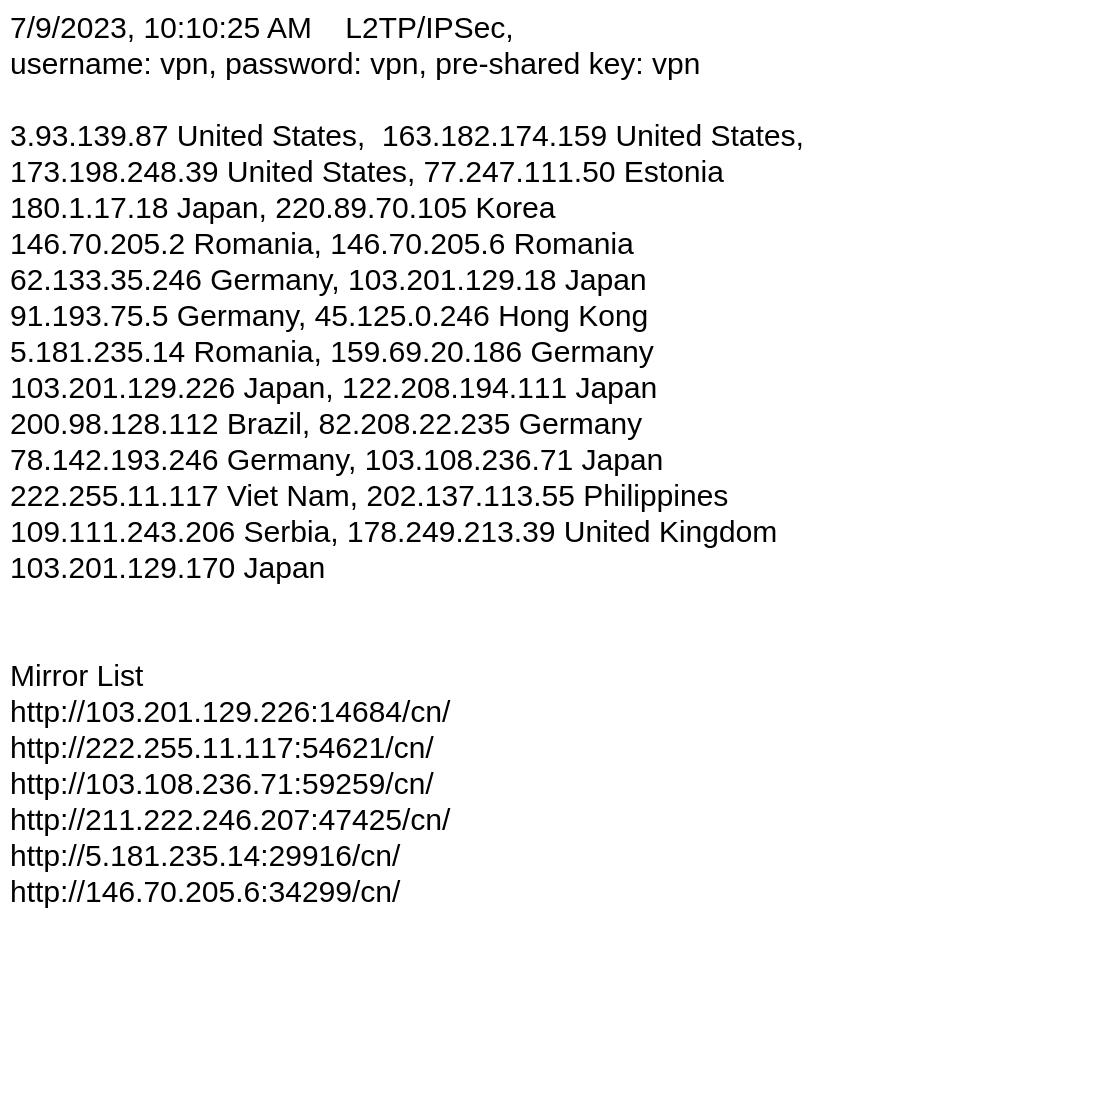 7/9/2023, 10:10:25 AM    L2TP/IPSec,
username: vpn, password: vpn, pre-shared key: vpn
3.93.139.87 United States,  163.182.174.159 United States,
173.198.248.39 United States, 77.247.111.50 Estonia
180.1.17.18 Japan, 220.89.70.105 Korea
146.70.205.2 Romania, 146.70.205.6 Romania
62.133.35.246 Germany, 103.201.129.18 Japan
91.193.75.5 Germany, 45.125.0.246 Hong Kong
5.181.235.14 Romania, 159.69.20.186 Germany
103.201.129.226 Japan, 122.208.194.111 Japan
200.98.128.112 Brazil, 82.208.22.235 Germany
78.142.193.246 Germany, 103.108.236.71 Japan
222.255.11.117 Viet Nam, 202.137.113.55 Philippines
109.111.243.206 Serbia, 178.249.213.39 United Kingdom
103.201.129.170 Japan
Mirror List
http://103.201.129.226:14684/cn/
http://222.255.11.117:54621/cn/
http://103.108.236.71:59259/cn/
http://211.222.246.207:47425/cn/
http://5.181.235.14:29916/cn/
http://146.70.205.6:34299/cn/